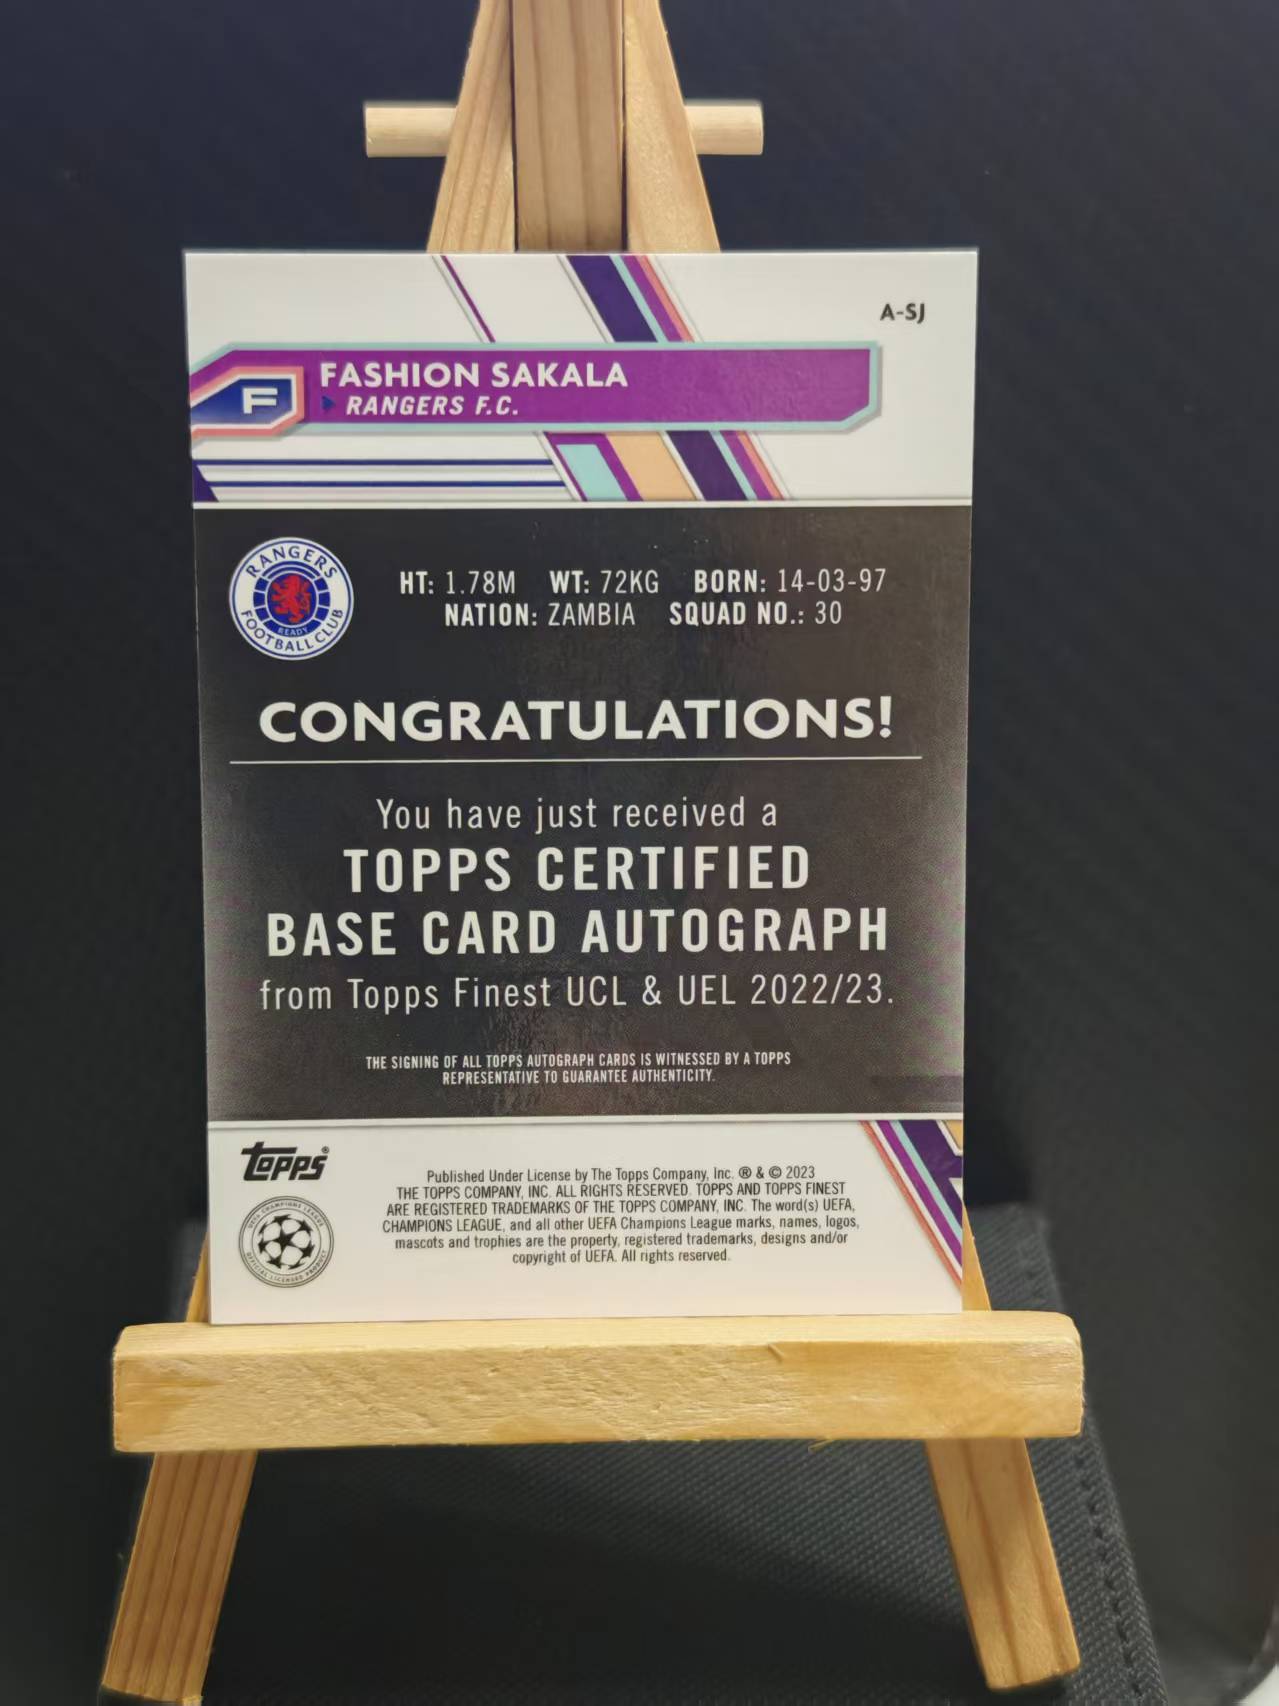 A-SJ
F
FASHION SAKALA
RANGERS F.C.
RANGERS
READY
FOOTBALL CLUB
HT: 1.78M WT: 72KG BORN: 14-03-97
NATION: ZAMBIA SQUAD NO.: 30
CONGRATULATIONS!
You have just received a
TOPPS CERTIFIED
BASE CARD AUTOGRAPH
from Topps Finest UCL & UEL 2022/23.
THE SIGNING OF ALL TOPPS AUTOGRAPH CARDS IS WITNESSED BY A TOPPS
REPRESENTATIVE TO GUARANTEE AUTHENTICITY.
topps®
UEFA CHAMPIONS LEAGUE
OFFICIAL LICENSED PRODUCT
Published Under License by The Topps Company, Inc. ® & © 2023
THE TOPPS COMPANY, INC. ALL RIGHTS RESERVED. TOPPS AND TOPPS FINEST
ARE REGISTERED TRADEMARKS OF THE TOPPS COMPANY, INC. The word(s) UEFA,
CHAMPIONS LEAGUE, and all other UEFA Champions League marks, names, logos,
mascots and trophies are the property, registered trademarks, designs and/or
copyright of UEFA. All rights reserved.